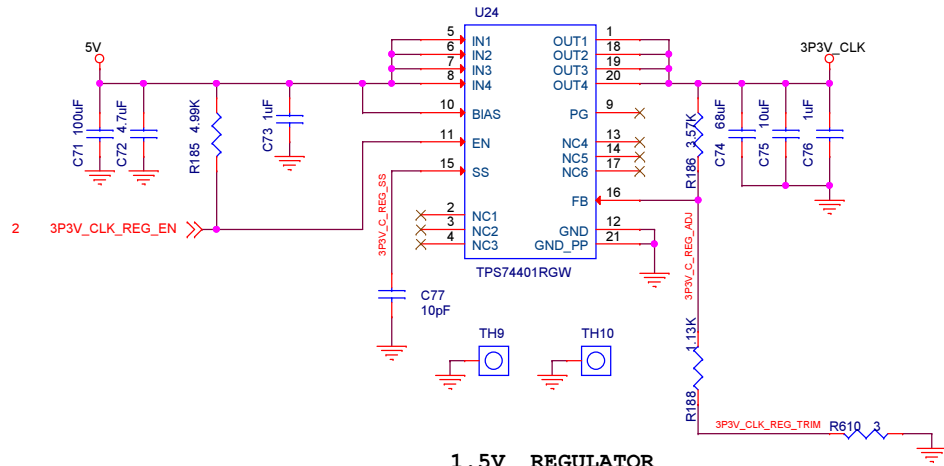 U24
5V
3P3V_CLK
5 IN1 OUT1 1
6 IN2 OUT2 18
7 IN3 OUT3 19
8 IN4 OUT4 20
10 BIAS PG 9
11 EN NC4 13
NC5 14
15 SS NC6 17
FB 16
2 NC1
3 NC2 GND 12
4 NC3 GND_PP 21
TPS74401RGW
C71 100uF
C72 4.7uF
R185 4.99K
C73 1uF
R186 3.57K
C74 68uF
C75 10uF
C76 1uF
2 3P3V_CLK_REG_EN
3P3V_C_REG_SS
3P3V_C_REG_ADJ
C77
10pF
TH9
TH10
R188 1.13K
3P3V_CLK_REG_TRIM R610 3
1.5V REGULATOR